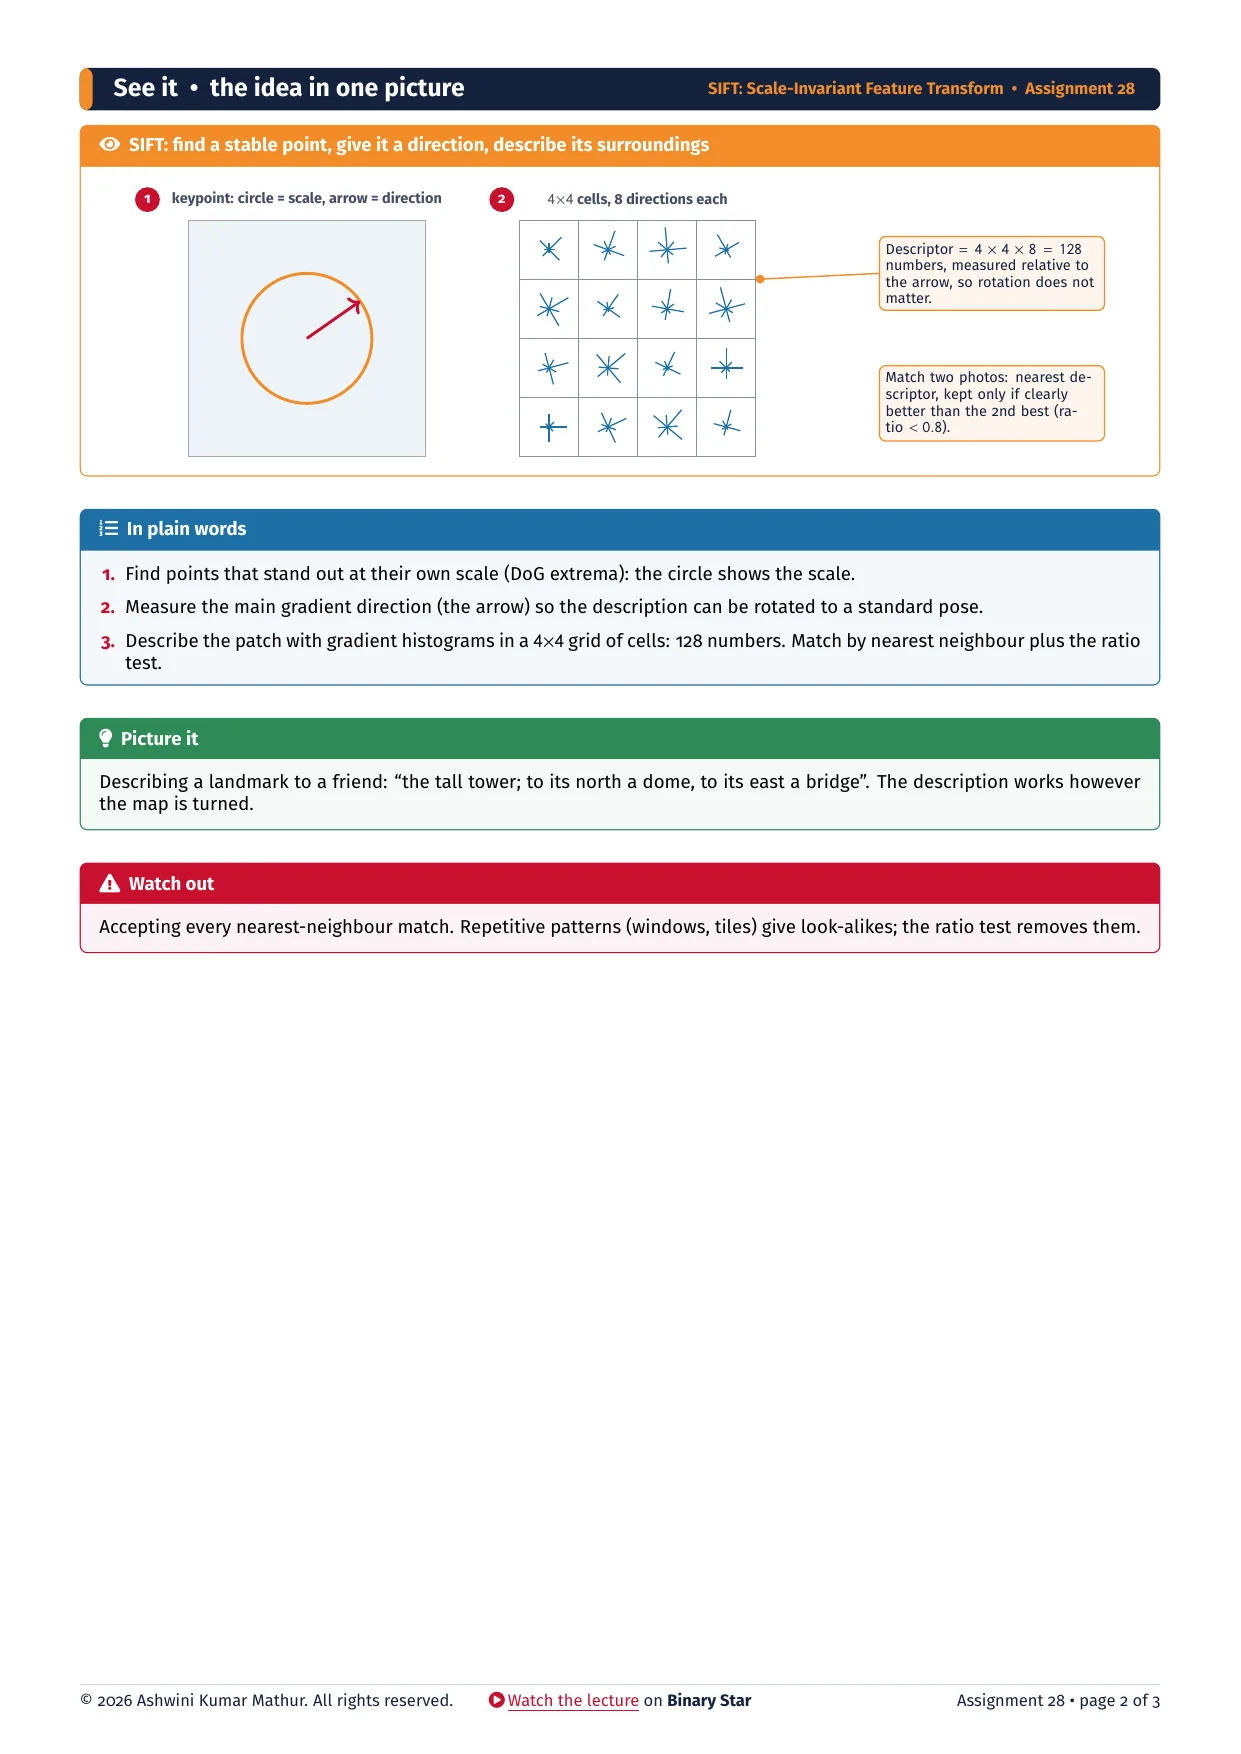 See it • the idea in one picture
SIFT: Scale-Invariant Feature Transform • Assignment 28
SIFT: find a stable point, give it a direction, describe its surroundings
1 keypoint: circle = scale, arrow = direction
2 4×4 cells, 8 directions each
Descriptor = 4 × 4 × 8 = 128
numbers, measured relative to
the arrow, so rotation does not
matter.
Match two photos: nearest de-
scriptor, kept only if clearly
better than the 2nd best (ra-
tio < 0.8).
In plain words
1. Find points that stand out at their own scale (DoG extrema): the circle shows the scale.
2. Measure the main gradient direction (the arrow) so the description can be rotated to a standard pose.
3. Describe the patch with gradient histograms in a 4×4 grid of cells: 128 numbers. Match by nearest neighbour plus the ratio
test.
Picture it
Describing a landmark to a friend: “the tall tower; to its north a dome, to its east a bridge”. The description works however
the map is turned.
Watch out
Accepting every nearest-neighbour match. Repetitive patterns (windows, tiles) give look-alikes; the ratio test removes them.
© 2026 Ashwini Kumar Mathur. All rights reserved.
Watch the lecture on Binary Star
Assignment 28 • page 2 of 3